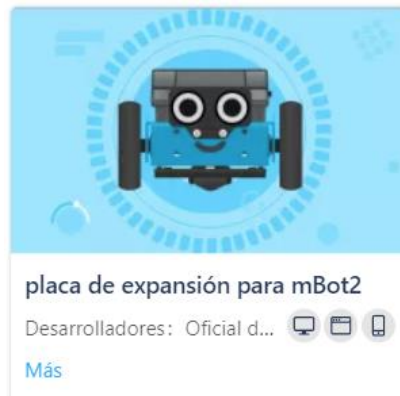 placa de expansión para mBot2
Desarrolladores: Oficial d...
Más